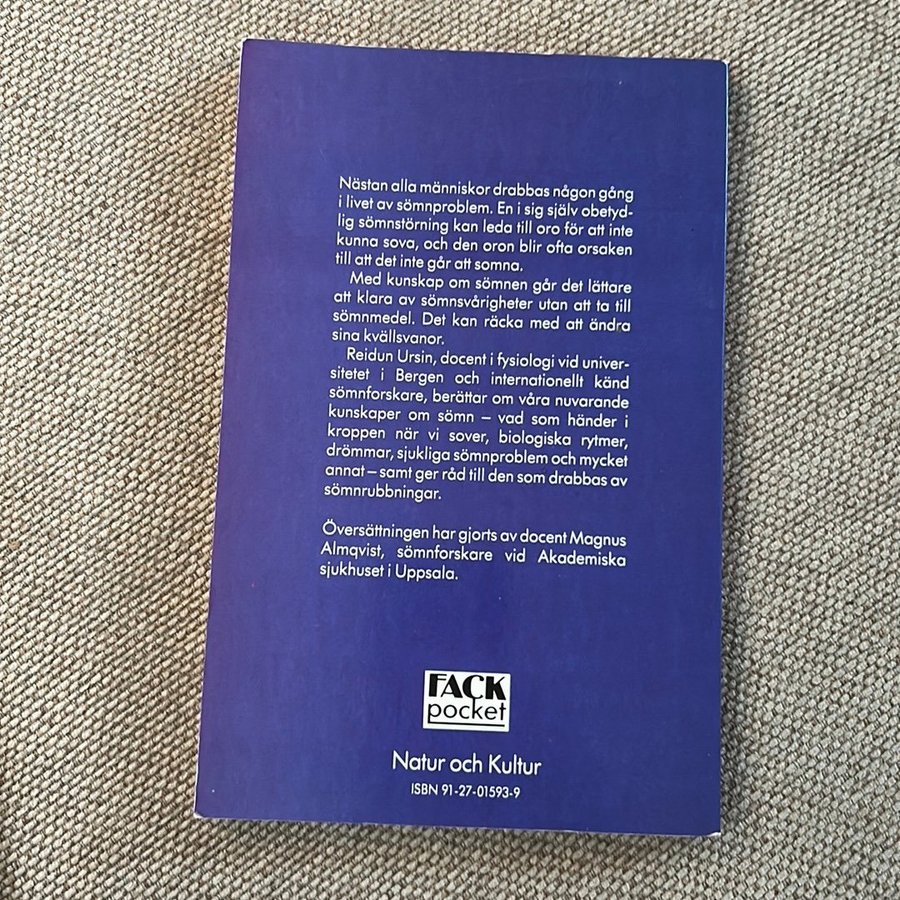 Nästan alla människor drabbas någon gång
i livet av sömnproblem. En i sig själv obetyd-
lig sömnstörning kan leda till oro för att inte
kunna sova, och den oron blir ofta orsaken
till att det inte går att somna.
Med kunskap om sömnen går det lättare
att klara av sömnsvårigheter utan att ta till
sömnmedel. Det kan räcka med att ändra
sina kvällsvanor.
Reidun Ursin, docent i fysiologi vid univer-
sitetet i Bergen och internationellt känd
sömnforskare, berättar om våra nuvarande
kunskaper om sömn – vad som händer i
kroppen när vi sover, biologiska rytmer,
drömmar, sjukliga sömnproblem och mycket
annat – samt ger råd till den som drabbas av
sömnrubbningar.
Översättningen har gjorts av docent Magnus
Almqvist, sömnforskare vid Akademiska
sjukhuset i Uppsala.
FACK
pocket
Natur och Kultur
ISBN 91-27-01593-9